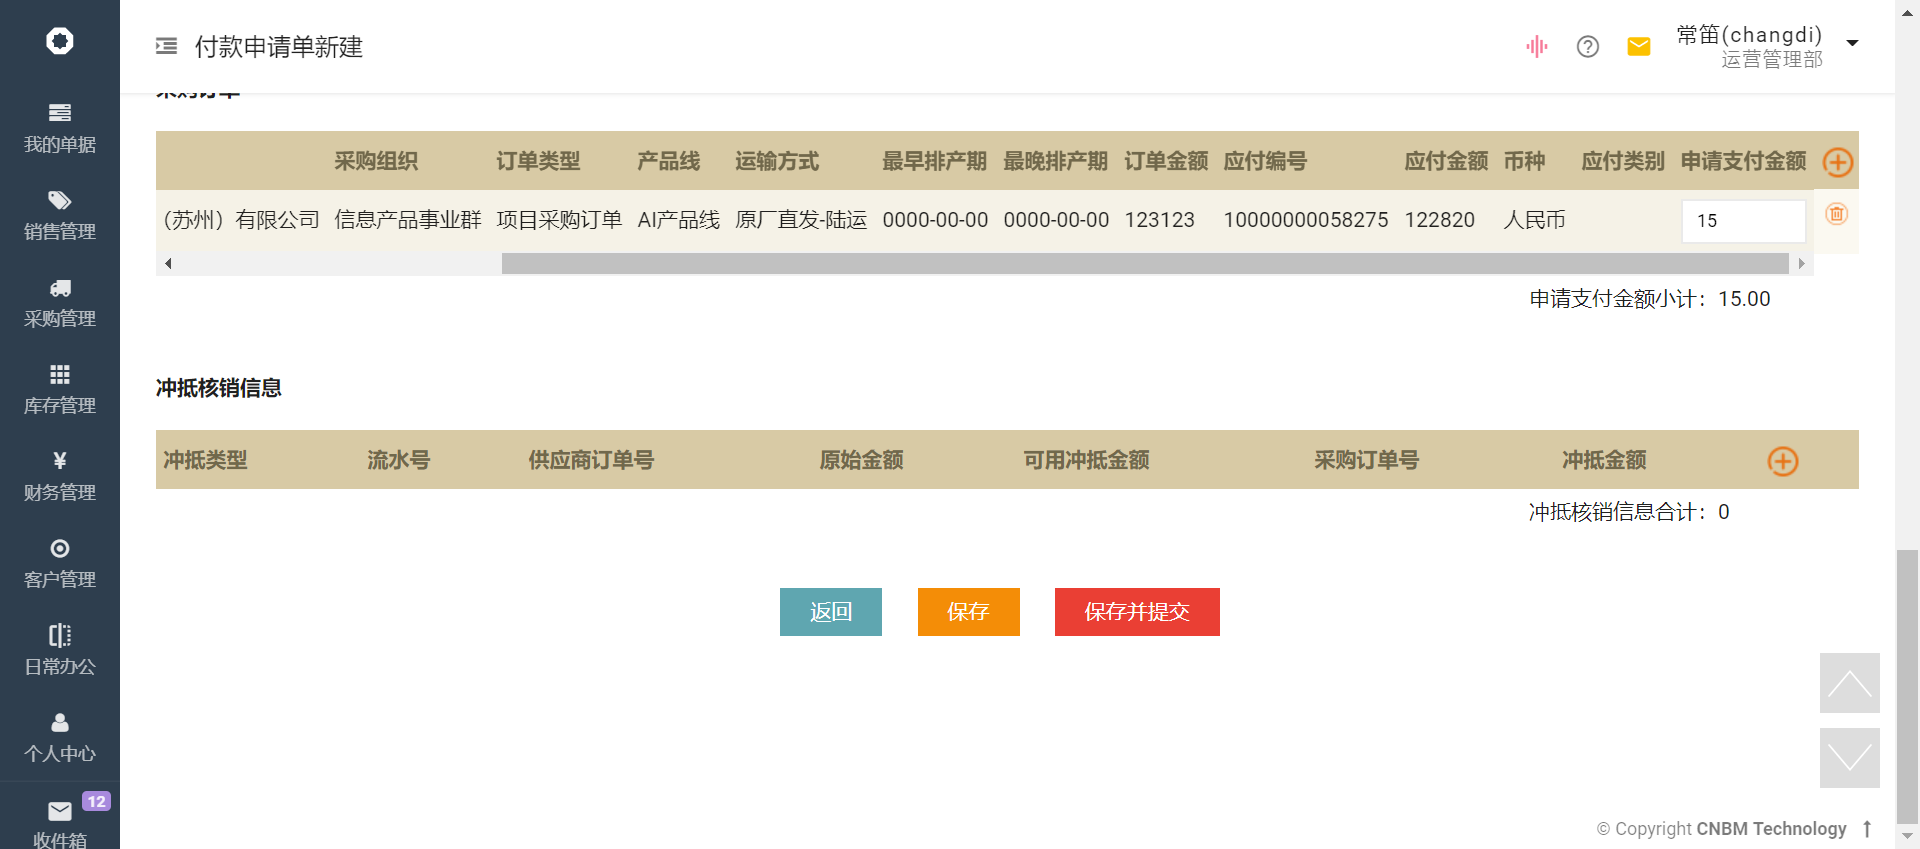 付款申请单新建
常笛(changdi)
运营管理部
我的单据
销售管理
采购管理
库存管理
财务管理
客户管理
日常办公
个人中心
12
收件箱
采购订单
采购组织 订单类型 产品线 运输方式 最早排产期 最晚排产期 订单金额 应付编号 应付金额 币种 应付类别 申请支付金额
（苏州）有限公司 信息产品事业群 项目采购订单 AI产品线 原厂直发-陆运 0000-00-00 0000-00-00 123123 10000000058275 122820 人民币 15
申请支付金额小计：15.00
冲抵核销信息
冲抵类型 流水号 供应商订单号 原始金额 可用冲抵金额 采购订单号 冲抵金额
冲抵核销信息合计：0
返回 保存 保存并提交
© Copyright CNBM Technology